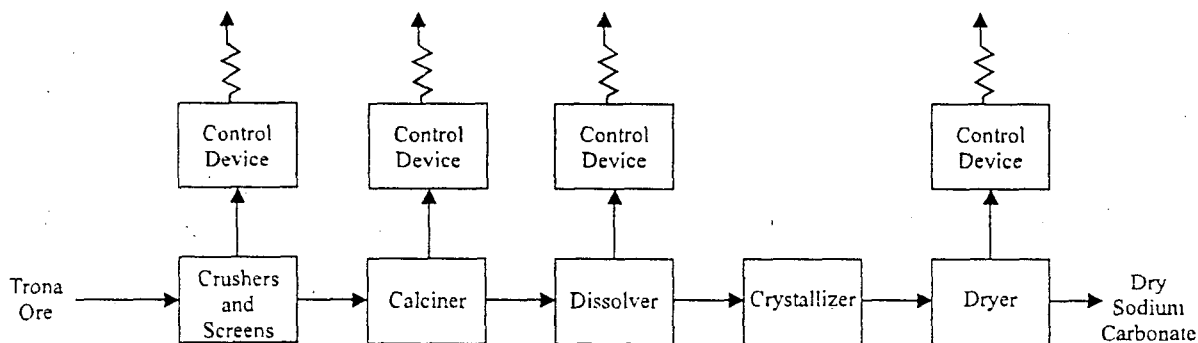 Control
Device
Control
Device
Control
Device
Control
Device
Trona
Ore
Crushers
and
Screens
Calciner
Dissolver
Crystallizer
Dryer
Dry
Sodium
Carbonate